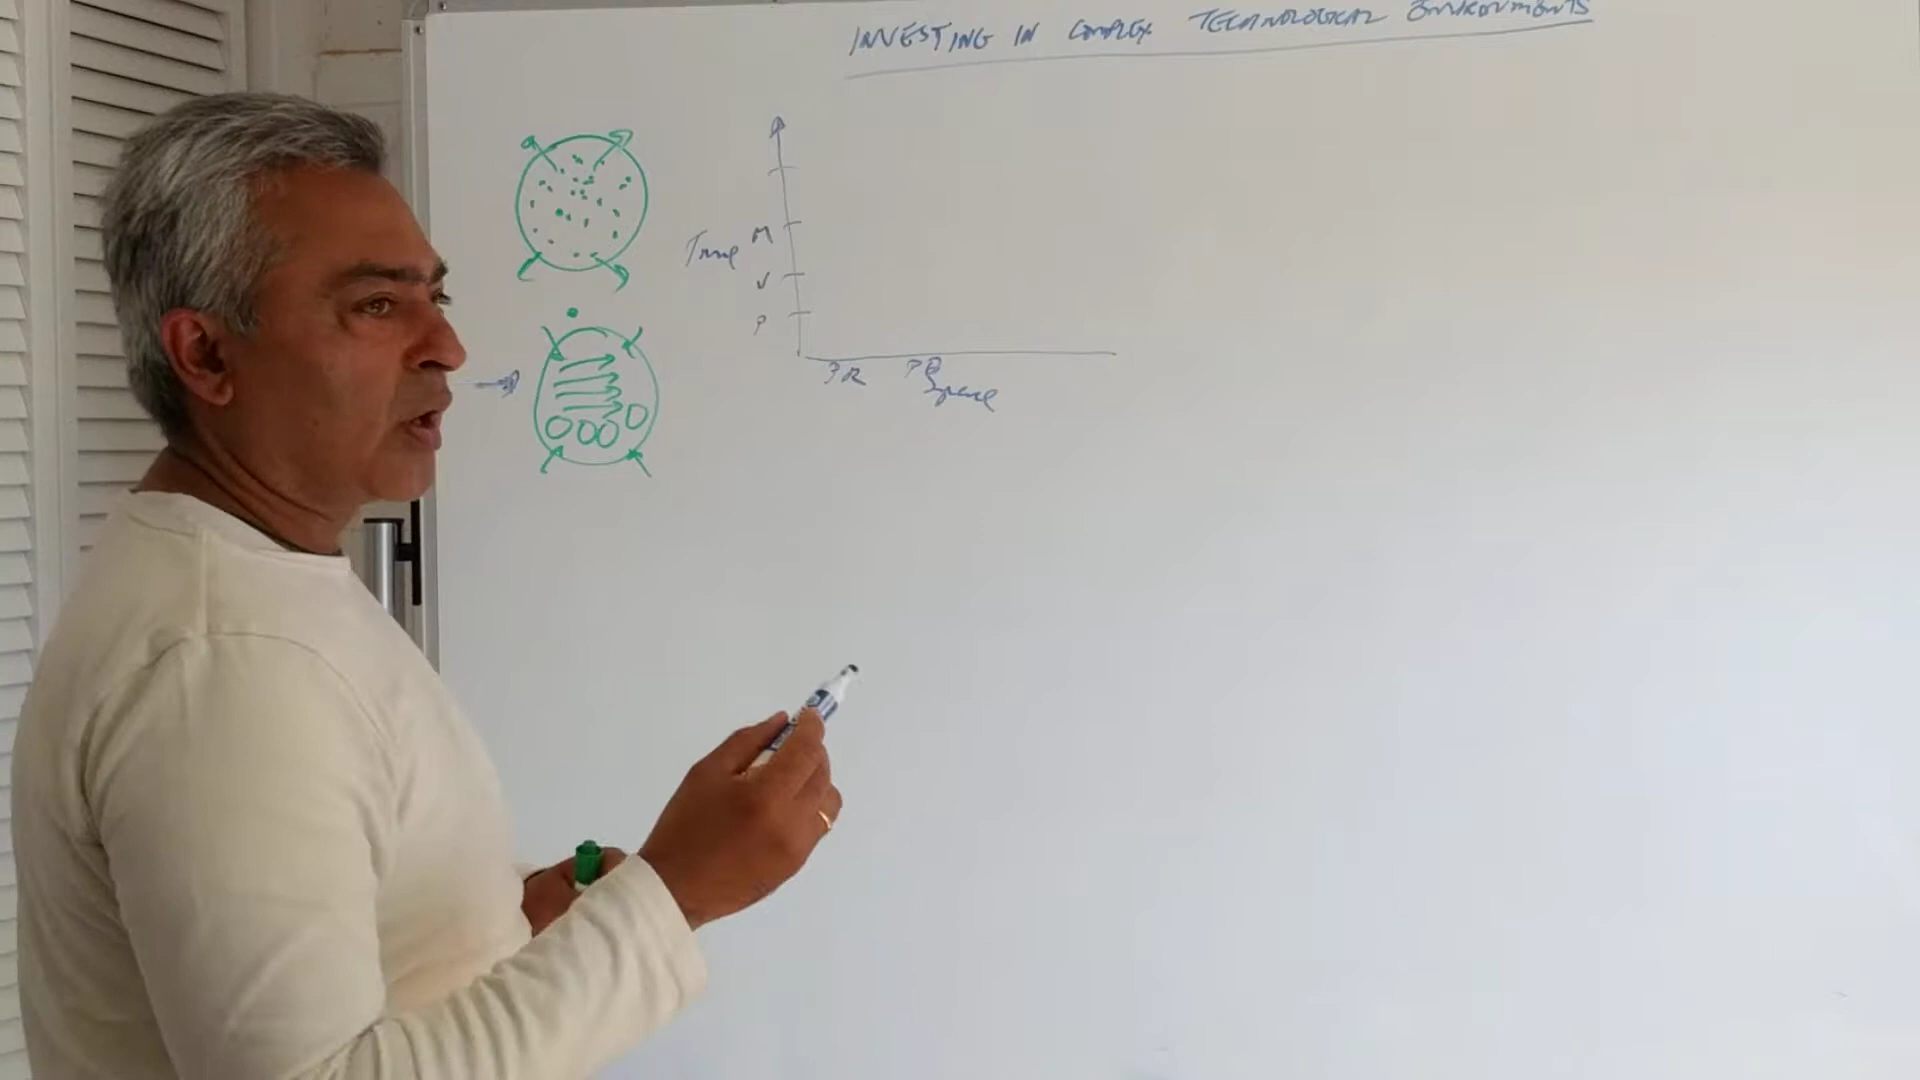 INVESTING IN COMPLEX TECHNOLOGICAL ENVIRONMENTS
Time
M
V
P
Space